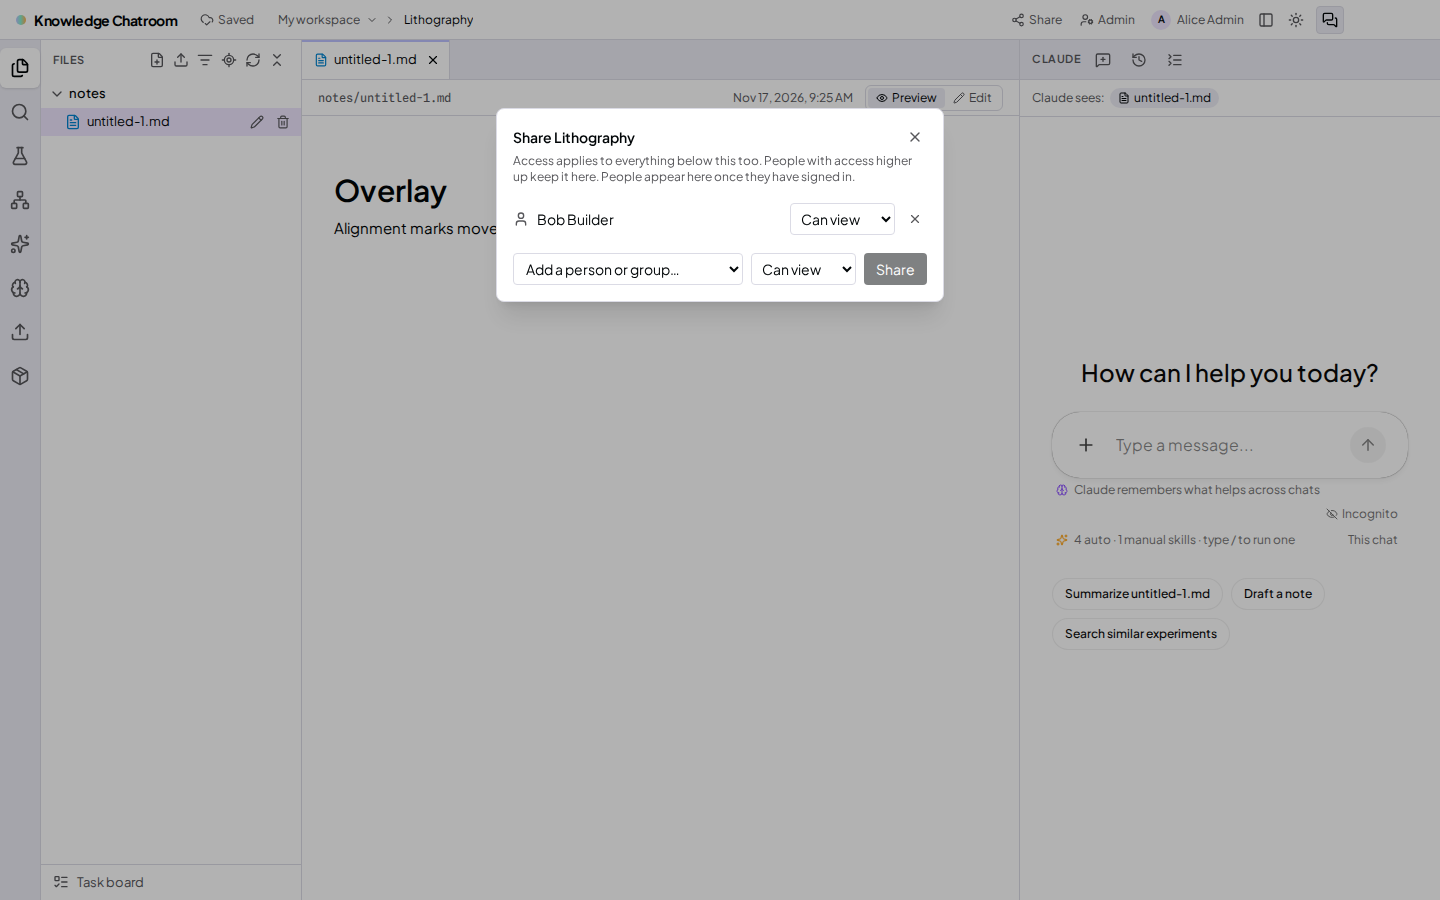 Knowledge Chatroom
Saved
My workspace
Lithography
Share
Admin
A
Alice Admin
FILES
untitled-1.md
CLAUDE
notes
notes/untitled-1.md
Nov 17, 2026, 9:25 AM
Preview
Edit
Claude sees:
untitled-1.md
untitled-1.md
Share Lithography
Access applies to everything below this too. People with access higher
up keep it here. People appear here once they have signed in.
Bob Builder
Can view
Add a person or group...
Can view
Share
Overlay
Alignment marks move
How can I help you today?
Type a message...
Claude remembers what helps across chats
Incognito
4 auto · 1 manual skills · type / to run one
This chat
Summarize untitled-1.md
Draft a note
Search similar experiments
Task board